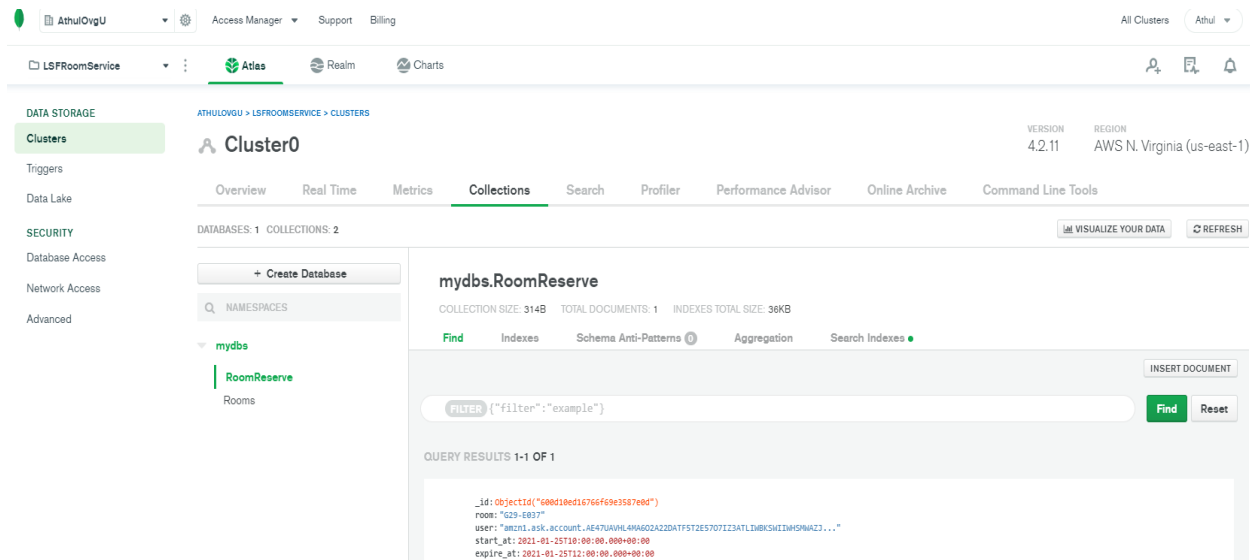 AthulOvgU Access Manager Support Billing All Clusters Athul
LSFRoomService Atlas Realm Charts
DATA STORAGE
Clusters
Triggers
Data Lake
SECURITY
Database Access
Network Access
Advanced
ATHULOVGU > LSFROOMSERVICE > CLUSTERS
Cluster0
VERSION
4.2.11
REGION
AWS N. Virginia (us-east-1)
Overview Real Time Metrics Collections Search Profiler Performance Advisor Online Archive Command Line Tools
DATABASES: 1 COLLECTIONS: 2
VISUALIZE YOUR DATA REFRESH
+ Create Database
NAMESPACES
mydbs
RoomReserve
Rooms
mydbs.RoomReserve
COLLECTION SIZE: 314B TOTAL DOCUMENTS: 1 INDEXES TOTAL SIZE: 36KB
Find Indexes Schema Anti-Patterns 0 Aggregation Search Indexes
INSERT DOCUMENT
FILTER {"filter":"example"}
Find Reset
QUERY RESULTS 1-1 OF 1
_id: ObjectId("600d10ed16766f69e3587e0d")
room: "G29-E037"
user: "amzn1.ask.account.AE47UAVHL4MA6O2A22DATF5T2E57O7IZ3ATLIWBKSWIIWHSMWAZJ..."
start_at: 2021-01-25T10:00:00.000+00:00
expire_at: 2021-01-25T12:00:00.000+00:00